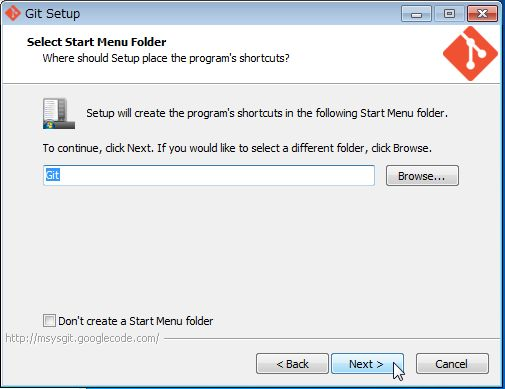 Git Setup
Select Start Menu Folder
Where should Setup place the program's shortcuts?
Setup will create the program's shortcuts in the following Start Menu folder.
To continue, click Next. If you would like to select a different folder, click Browse.
Git
Browse...
Don't create a Start Menu folder
http://msysgit.googlecode.com/
< Back
Next >
Cancel